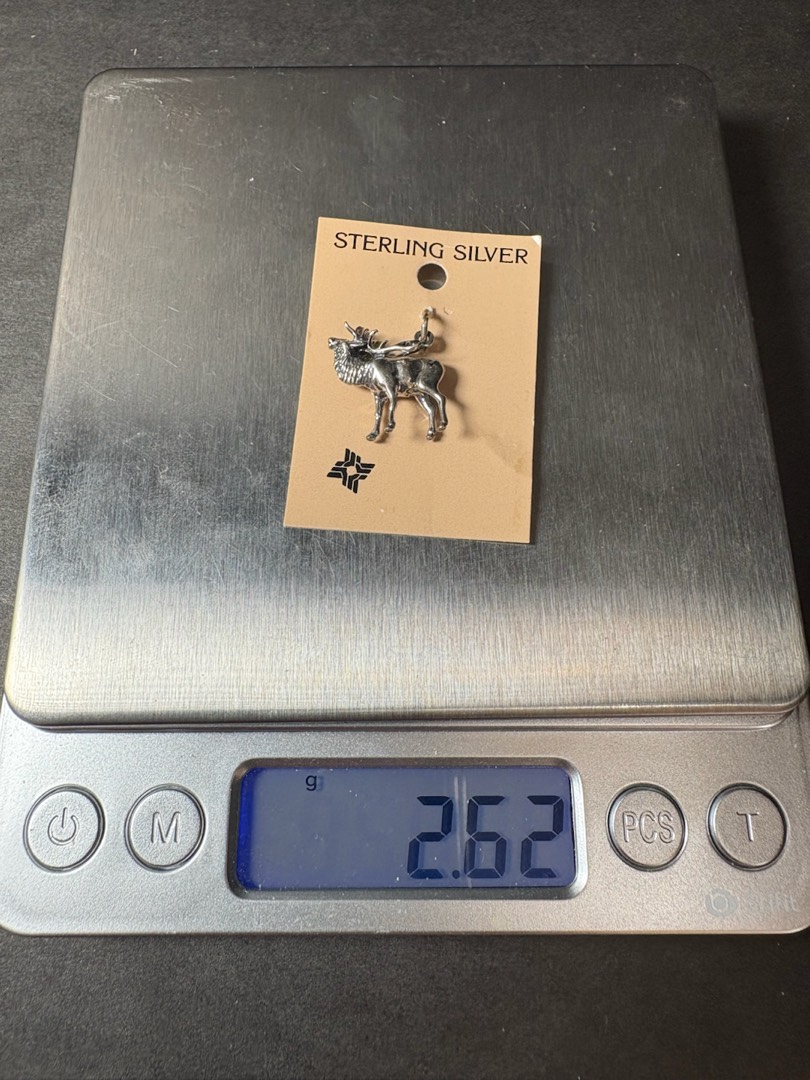 STERLING SILVER
g
2.62
M
PCS
T